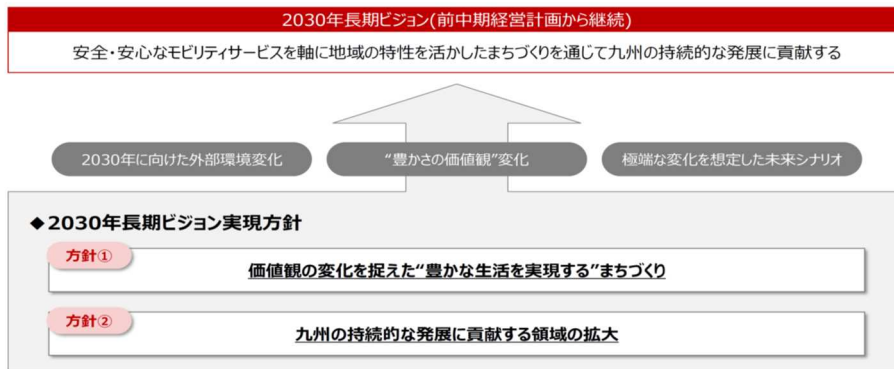 2030年長期ビジョン(前中期経営計画から継続)
安全・安心なモビリティサービスを軸に地域の特性を活かしたまちづくりを通じて九州の持続的な発展に貢献する
2030年に向けた外部環境変化
“豊かさの価値観”変化
極端な変化を想定した未来シナリオ
◆2030年長期ビジョン実現方針
方針①
価値観の変化を捉えた“豊かな生活を実現する”まちづくり
方針②
九州の持続的な発展に貢献する領域の拡大